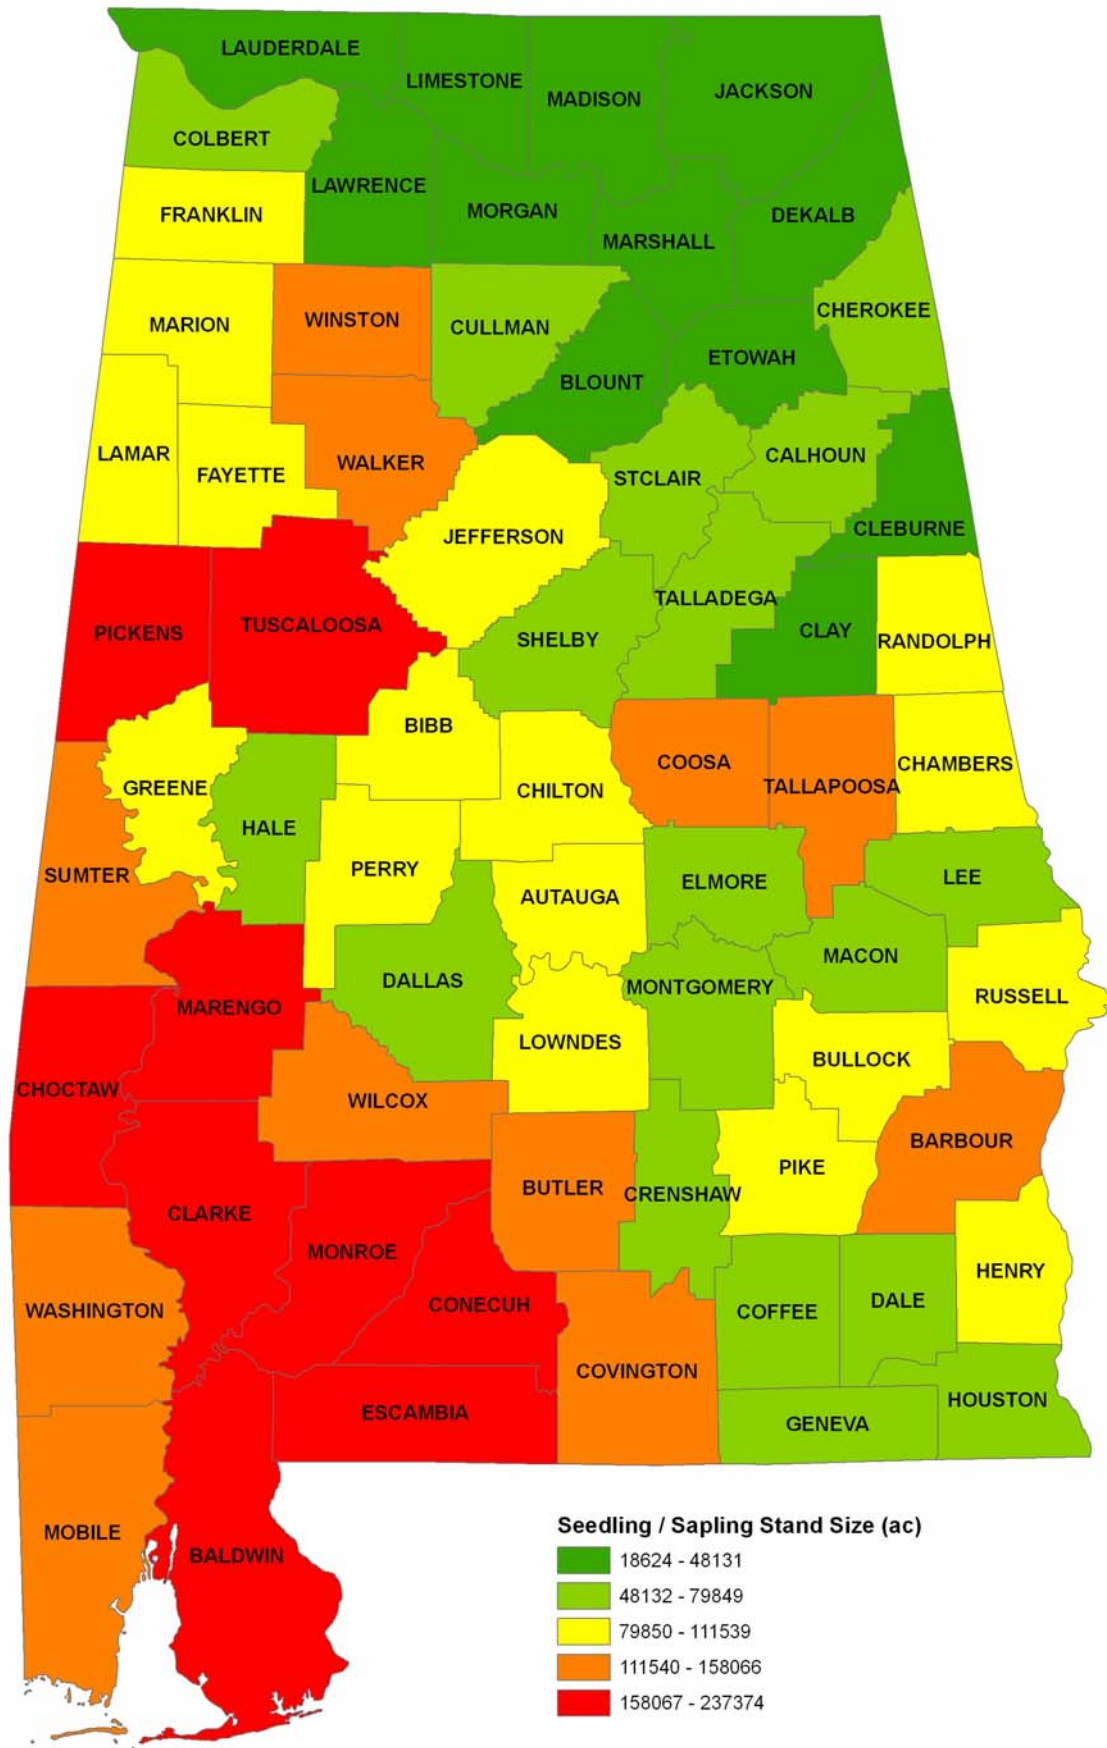 LAUDERDALE
LIMESTONE
MADISON
JACKSON
COLBERT
LAWRENCE
FRANKLIN
MORGAN
DEKALB
MARSHALL
CHEROKEE
MARION
WINSTON
CULLMAN
ETOWAH
BLOUNT
LAMAR
FAYETTE
WALKER
STCLAIR
CALHOUN
JEFFERSON
CLEBURNE
TALLADEGA
PICKENS
TUSCALOOSA
SHELBY
CLAY
RANDOLPH
BIBB
GREENE
CHILTON
COOSA
TALLAPOOSA
CHAMBERS
HALE
SUMTER
PERRY
AUTAUGA
ELMORE
LEE
DALLAS
MONTGOMERY
MACON
RUSSELL
MARENGO
LOWNDES
BULLOCK
CHOCTAW
WILCOX
BARBOUR
BUTLER
CRENSHAW
PIKE
CLARKE
MONROE
CONECUH
HENRY
WASHINGTON
COFFEE
DALE
COVINGTON
ESCAMBIA
GENEVA
HOUSTON
MOBILE
BALDWIN
Seedling / Sapling Stand Size (ac)
18624 - 48131
48132 - 79849
79850 - 111539
111540 - 158066
158067 - 237374